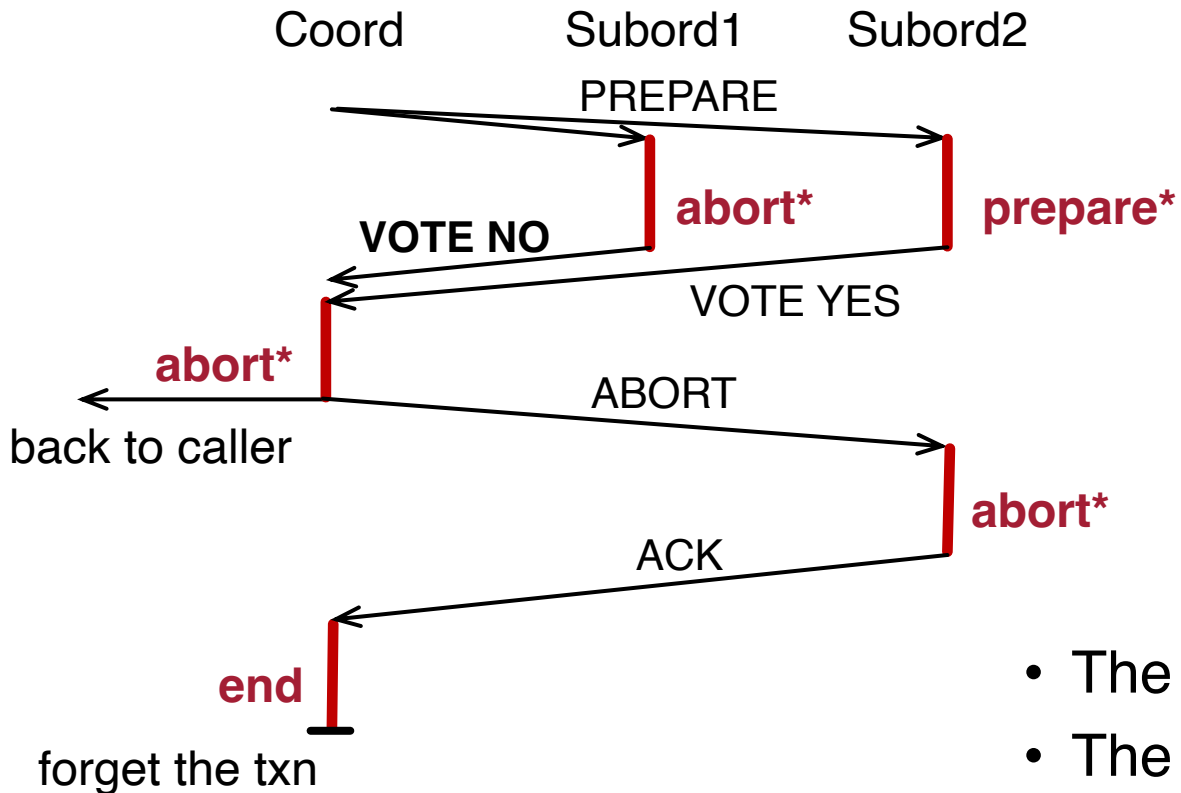 Coord Subord1 Subord2
PREPARE
abort* prepare*
VOTE NO
VOTE YES
abort*
ABORT
back to caller
abort*
ACK
• The
end
• The
forget the txn